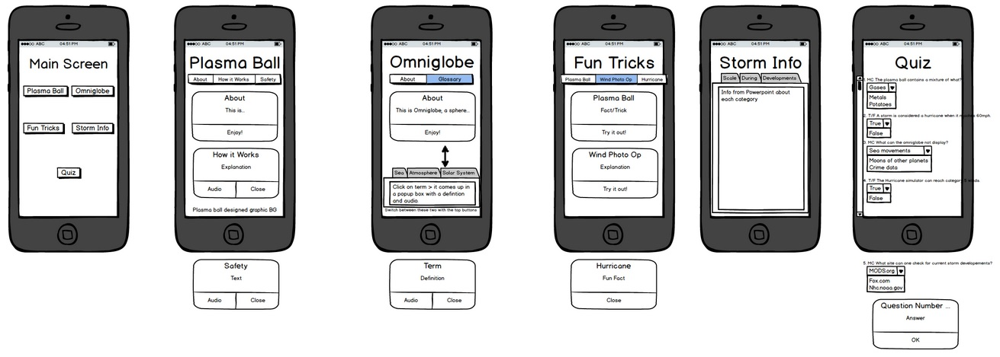 ●●●○○ ABC 04:51 PM
Main Screen
Plasma Ball Omniglobe
Fun Tricks Storm Info
Quiz
●●●○○ ABC 04:51 PM
Plasma Ball
About How it Works Safety
About
This is...
Enjoy!
How it Works
Explanation
Audio Close
Plasma ball designed graphic BG
Safety
Text
Audio Close
●●●○○ ABC 04:51 PM
Omniglobe
About Glossary
About
This is Omniglobe, a sphere...
Enjoy!
Sea Atmosphere Solar System
Click on term > it comes up in
a popup box with a defintion
and audio.
Switch between these two with the top buttons
Term
Definition
Audio Close
●●●○○ ABC 04:51 PM
Fun Tricks
Plasma Ball Wind Photo Op Hurricane
Plasma Ball
Fact/Trick
Try it out!
Wind Photo Op
Explanation
Try it out!
Hurricane
Fun Fact
Close
●●●○○ ABC 04:51 PM
Storm Info
Scale During Developments
Info from Powerpoint about
each category
●●●○○ ABC 04:51 PM
Quiz
1. MC The plasma ball contains a mixture of what?
Gases
Metals
Potatoes
2. T/F A storm is considered a hurricane when it reaches 60mph.
True
False
3. MC What can the omniglobe not display?
Sea movements
Moons of other planets
Crime data
4. T/F The Hurricane simulator can reach category 5 winds.
True
False
5. MC What site can one check for current storm developements?
MODS.org
Fox.com
Nhc.noaa.gov
Question Number ...
Answer
OK